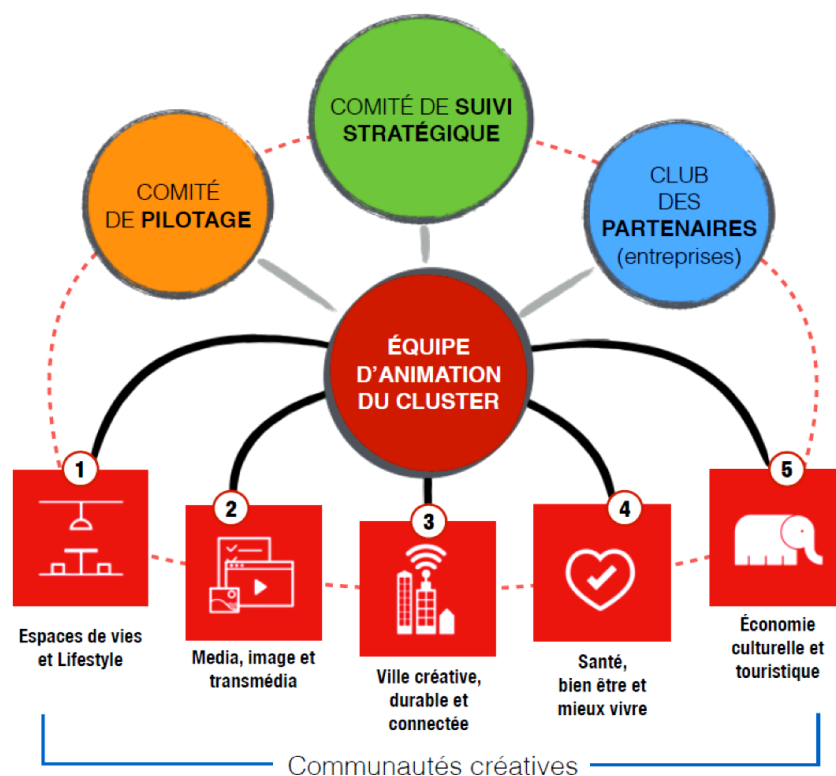 COMITÉ DE SUIVI
STRATÉGIQUE
COMITÉ
DE PILOTAGE
CLUB
DES
PARTENAIRES
(entreprises)
ÉQUIPE
D’ANIMATION
DU CLUSTER
1
2
3
4
5
Espaces de vies
et Lifestyle
Media, image et
transmédia
Ville créative,
durable et
connectée
Santé,
bien être et
mieux vivre
Économie
culturelle et
touristique
Communautés créatives